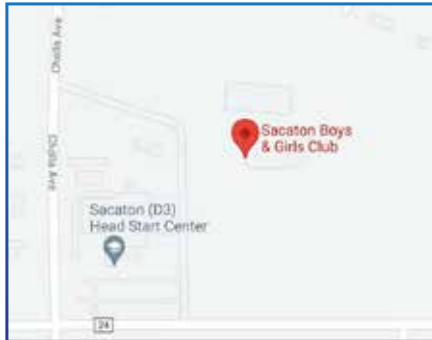 Cholla Ave
Cholla Ave
Sacaton Boys
& Girls Club
Sacaton (D3)
Head Start Center
24